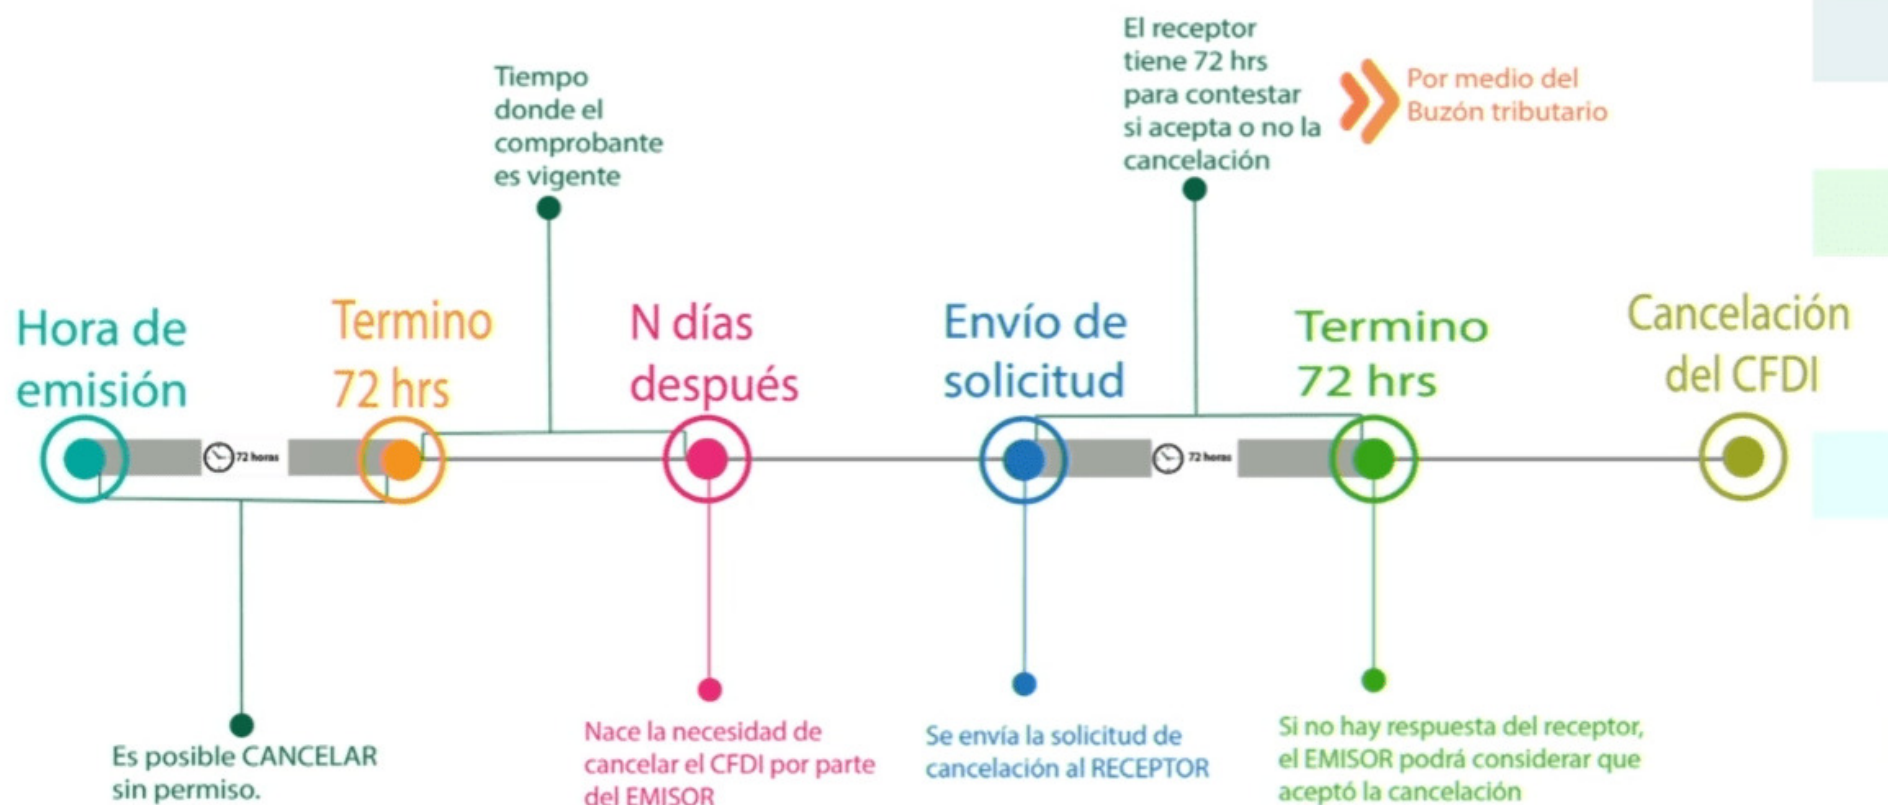 El receptor
tiene 72 hrs
para contestar
si acepta o no la
cancelación
Por medio del
Buzón tributario
Tiempo
donde el
comprobante
es vigente
Hora de
emisión
Termino
72 hrs
N días
después
Envío de
solicitud
Termino
72 hrs
Cancelación
del CFDI
72 horas
72 horas
Es posible CANCELAR
sin permiso.
Nace la necesidad de
cancelar el CFDI por parte
del EMISOR
Se envía la solicitud de
cancelación al RECEPTOR
Si no hay respuesta del receptor,
el EMISOR podrá considerar que
aceptó la cancelación